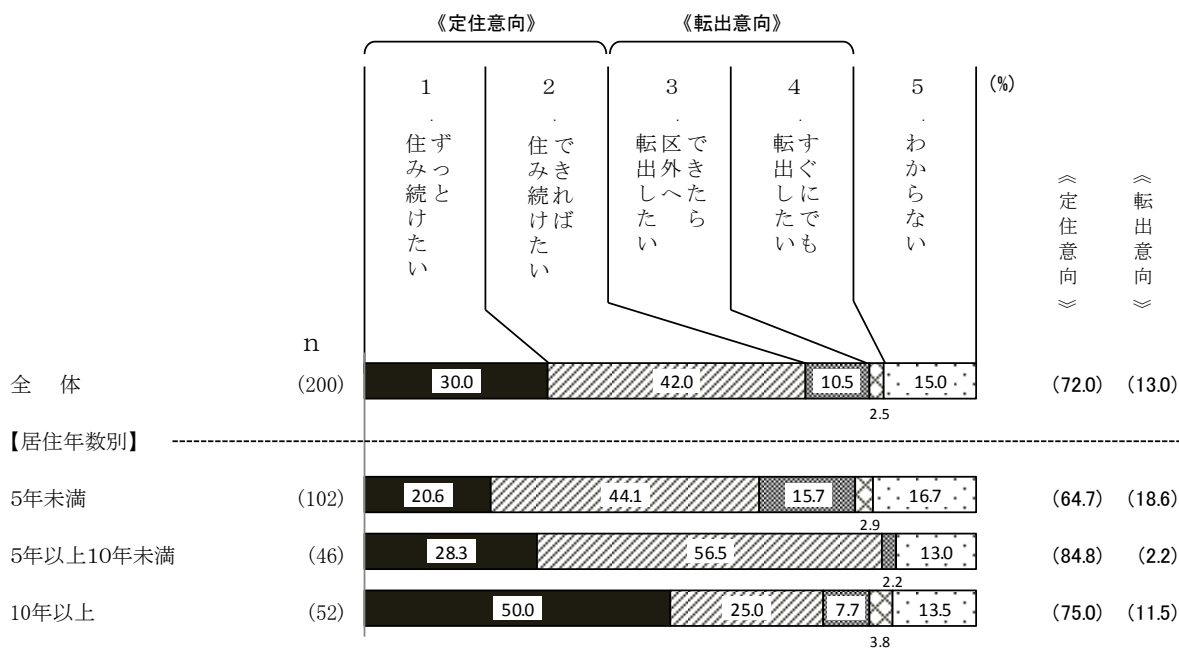 《定住意向》 《転出意向》
1.ずっと住み続けたい
2.できれば住み続けたい
3.できたら区外へ転出したい
4.すぐにでも転出したい
5.わからない
(%)
《定住意向》
《転出意向》
n
全 体 (200) 30.0 42.0 10.5 15.0 (72.0) (13.0)
2.5
【居住年数別】
5年未満 (102) 20.6 44.1 15.7 16.7 (64.7) (18.6)
2.9
5年以上10年未満 (46) 28.3 56.5 13.0 (84.8) (2.2)
2.2
10年以上 (52) 50.0 25.0 7.7 13.5 (75.0) (11.5)
3.8